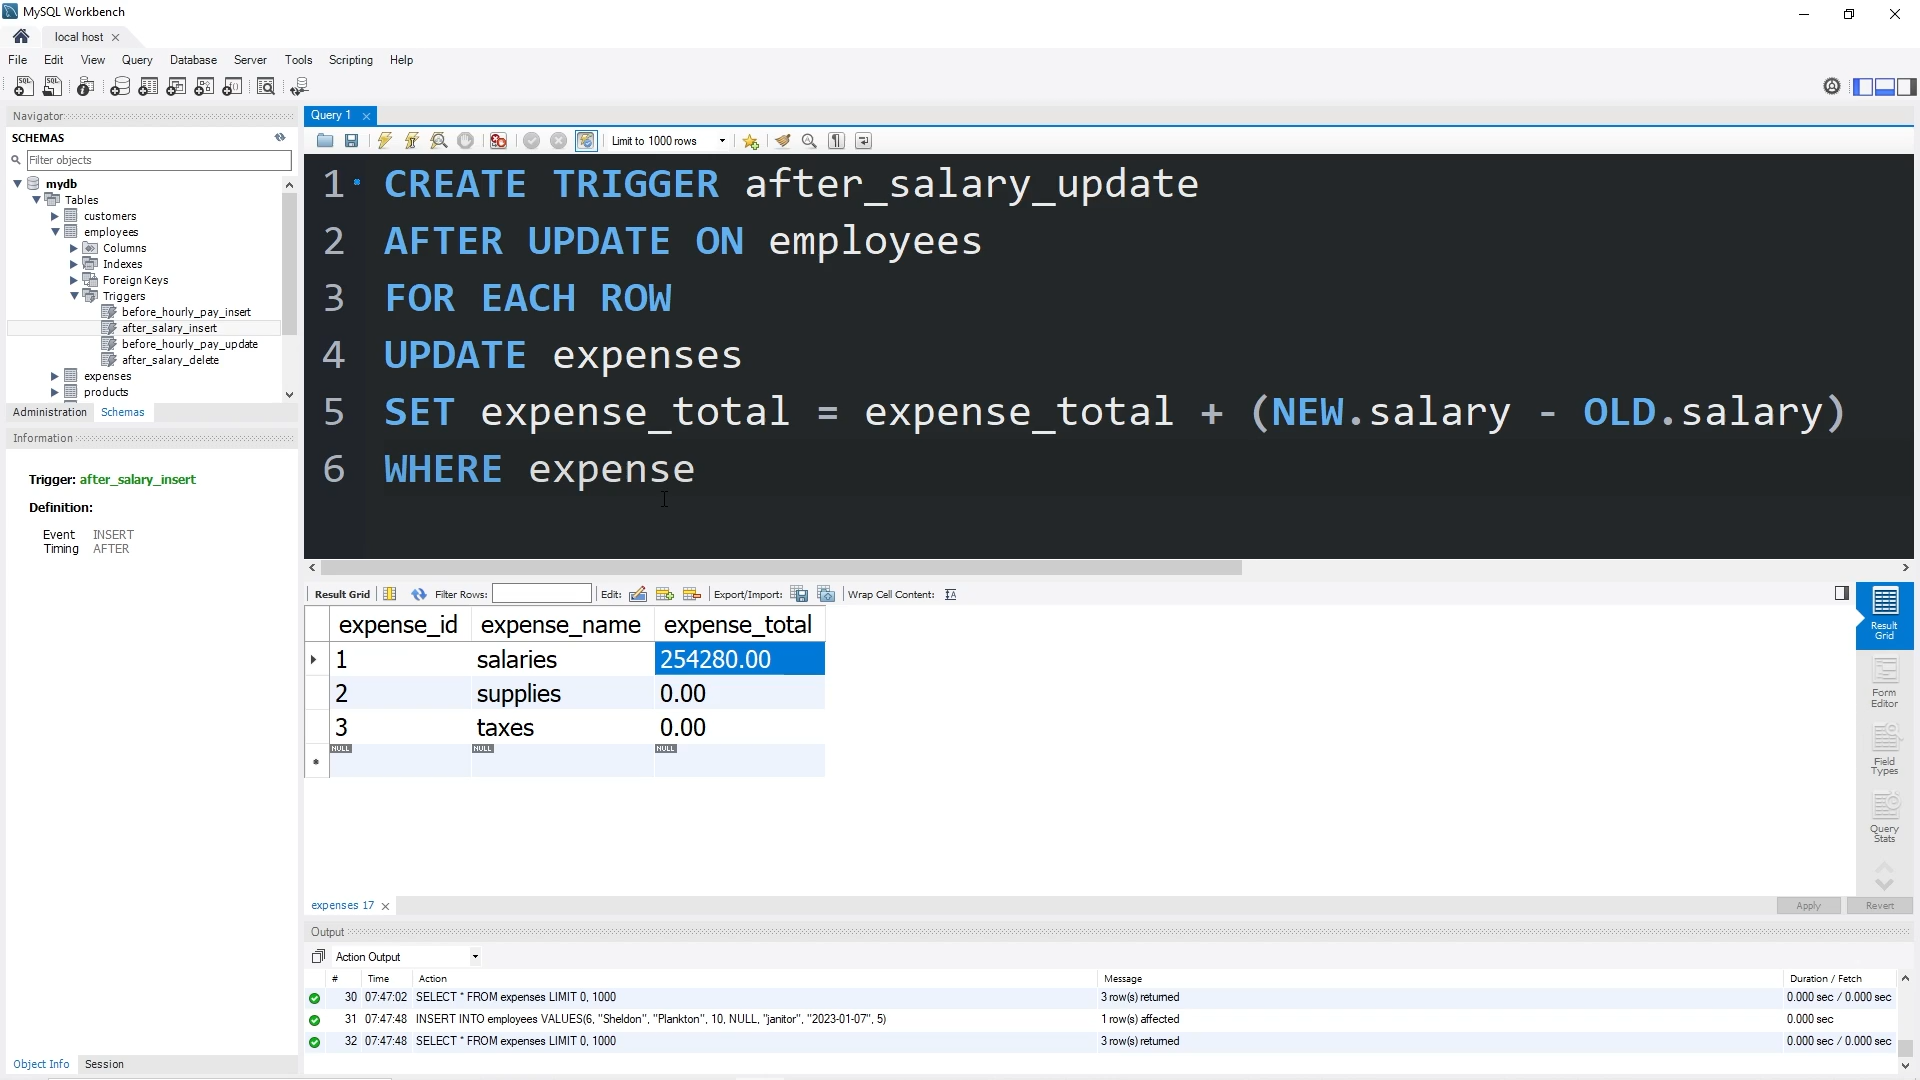 MySQL Workbench
local host
File Edit View Query Database Server Tools Scripting Help
Navigator
SCHEMAS
Filter objects
mydb
Tables
customers
employees
Columns
Indexes
Foreign Keys
Triggers
before_hourly_pay_insert
after_salary_insert
before_hourly_pay_update
after_salary_delete
expenses
products
Administration Schemas
Information
Trigger: after_salary_insert
Definition:
Event INSERT
Timing AFTER
Object Info Session
Query 1
Limit to 1000 rows
1 CREATE TRIGGER after_salary_update
2 AFTER UPDATE ON employees
3 FOR EACH ROW
4 UPDATE expenses
5 SET expense_total = expense_total + (NEW.salary - OLD.salary)
6 WHERE expense
Result Grid Filter Rows: Edit: Export/Import: Wrap Cell Content:
expense_id expense_name expense_total
1 salaries 254280.00
2 supplies 0.00
3 taxes 0.00
NULL NULL NULL
Result
Grid
Form
Editor
Field
Types
Query
Stats
expenses 17
Apply Revert
Output
Action Output
# Time Action Message Duration / Fetch
30 07:47:02 SELECT * FROM expenses LIMIT 0, 1000 3 row(s) returned 0.000 sec / 0.000 sec
31 07:47:48 INSERT INTO employees VALUES(6, "Sheldon", "Plankton", 10, NULL, "janitor", "2023-01-07", 5) 1 row(s) affected 0.000 sec
32 07:47:48 SELECT * FROM expenses LIMIT 0, 1000 3 row(s) returned 0.000 sec / 0.000 sec